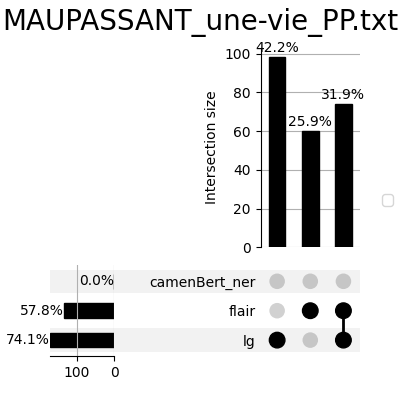 MAUPASSANT_une-vie_PP.txt
42.2%
25.9%
31.9%
100
80
60
40
20
0
Intersection size
0.0%
camenBert_ner
57.8%
flair
74.1%
lg
100 0